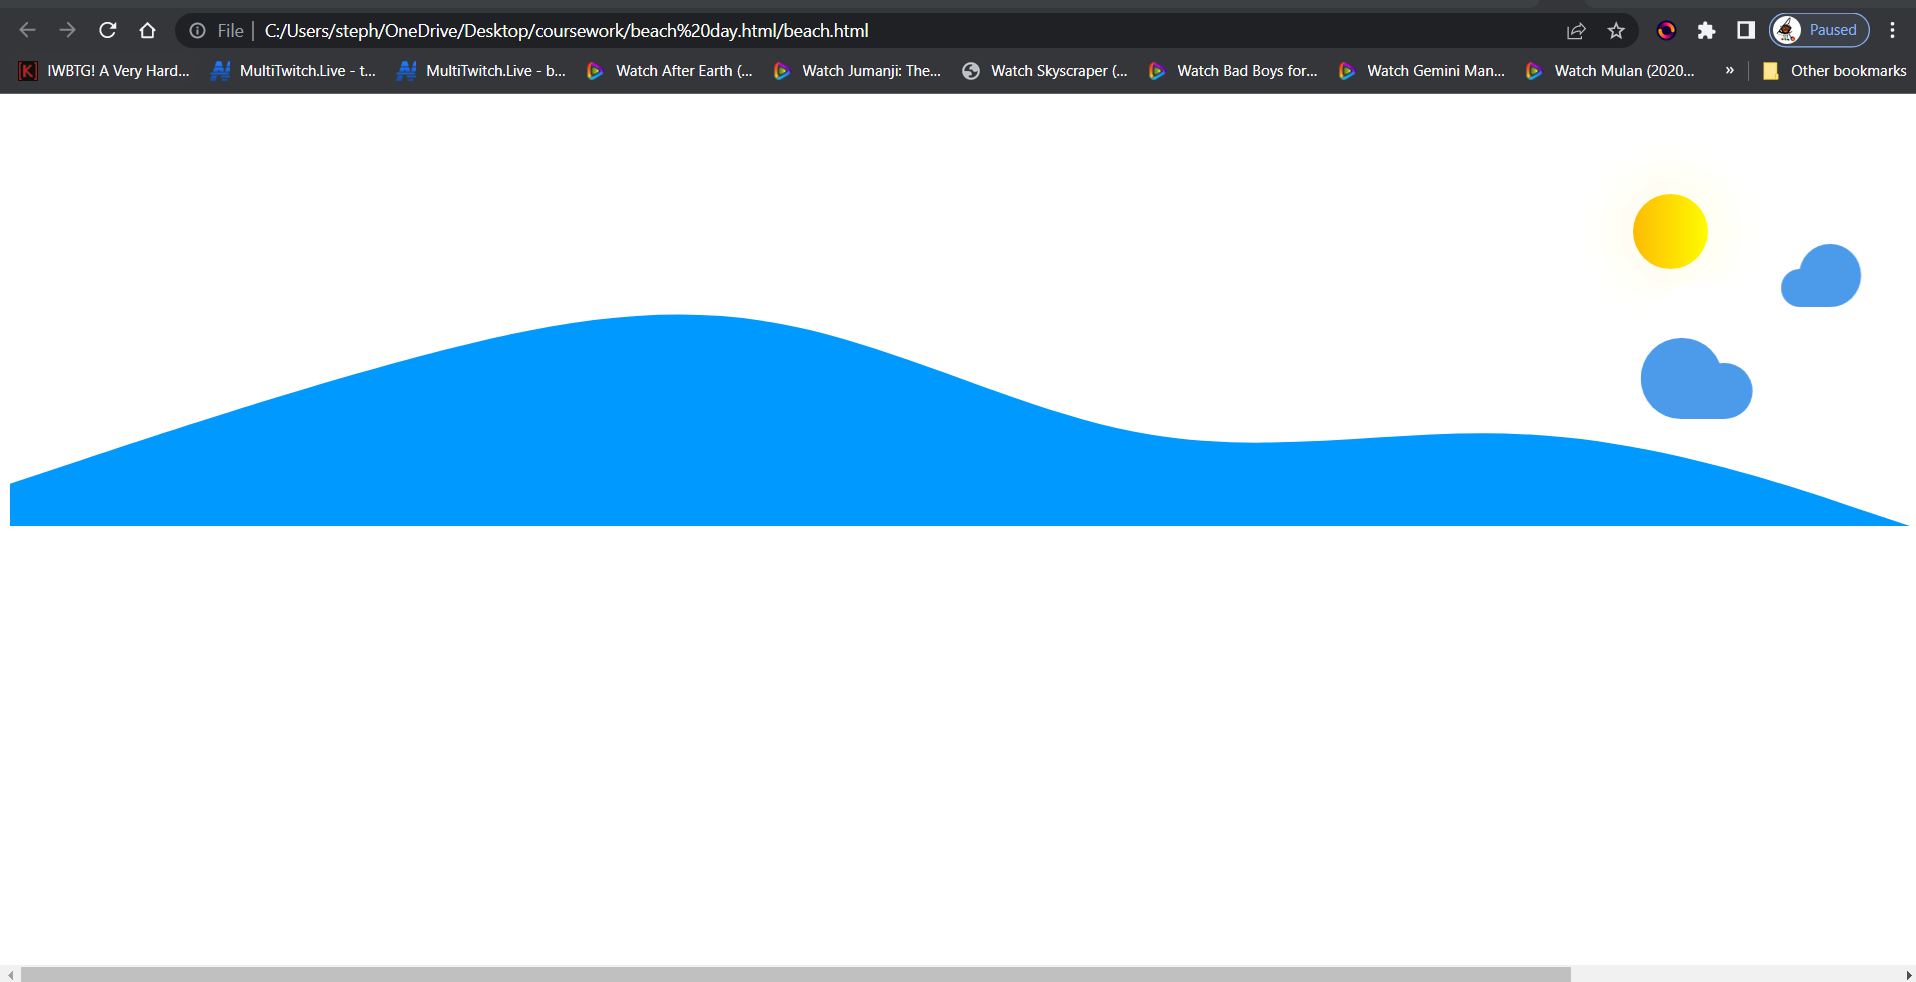 File C:/Users/steph/OneDrive/Desktop/coursework/beach%20day.html/beach.html Paused
K IWBTG! A Very Hard... MultiTwitch.Live - t... MultiTwitch.Live - b... Watch After Earth (... Watch Jumanji: The... Watch Skyscraper (... Watch Bad Boys for... Watch Gemini Man... Watch Mulan (2020... » Other bookmarks